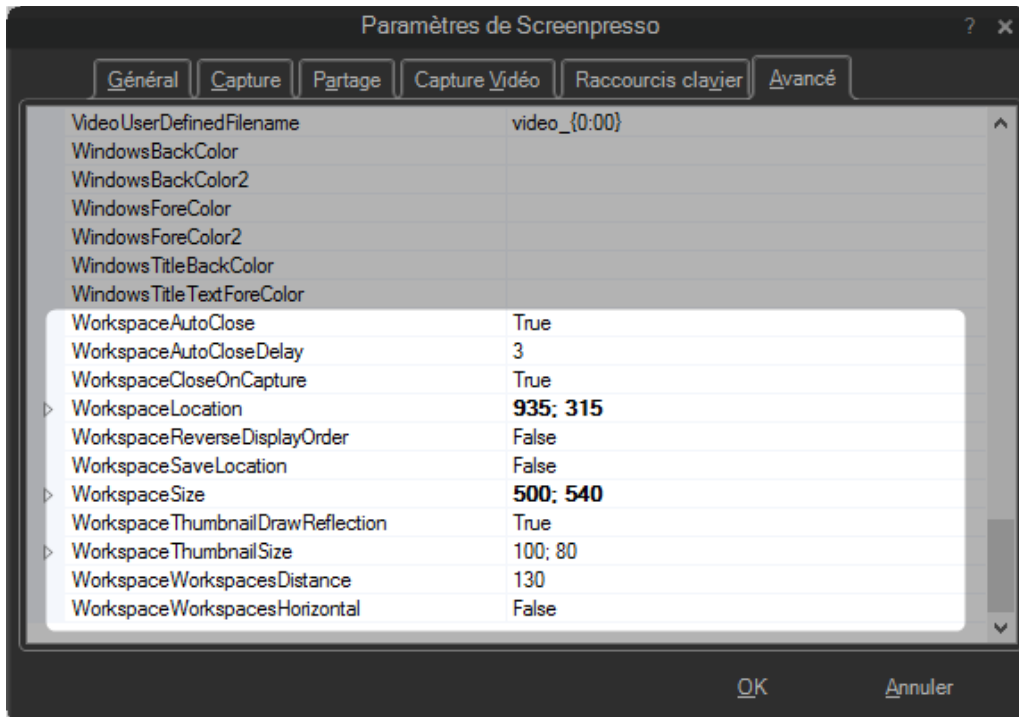 Paramètres de Screenpresso ? ×
Général Capture Partage Capture Vidéo Raccourcis clavier Avancé
VideoUserDefinedFilename video_{0:00}
WindowsBackColor
WindowsBackColor2
WindowsForeColor
WindowsForeColor2
WindowsTitleBackColor
WindowsTitleTextForeColor
WorkspaceAutoClose True
WorkspaceAutoCloseDelay 3
WorkspaceCloseOnCapture True
WorkspaceLocation 935; 315
WorkspaceReverseDisplayOrder False
WorkspaceSaveLocation False
WorkspaceSize 500; 540
WorkspaceThumbnailDrawReflection True
WorkspaceThumbnailSize 100; 80
WorkspaceWorkspacesDistance 130
WorkspaceWorkspacesHorizontal False
OK Annuler